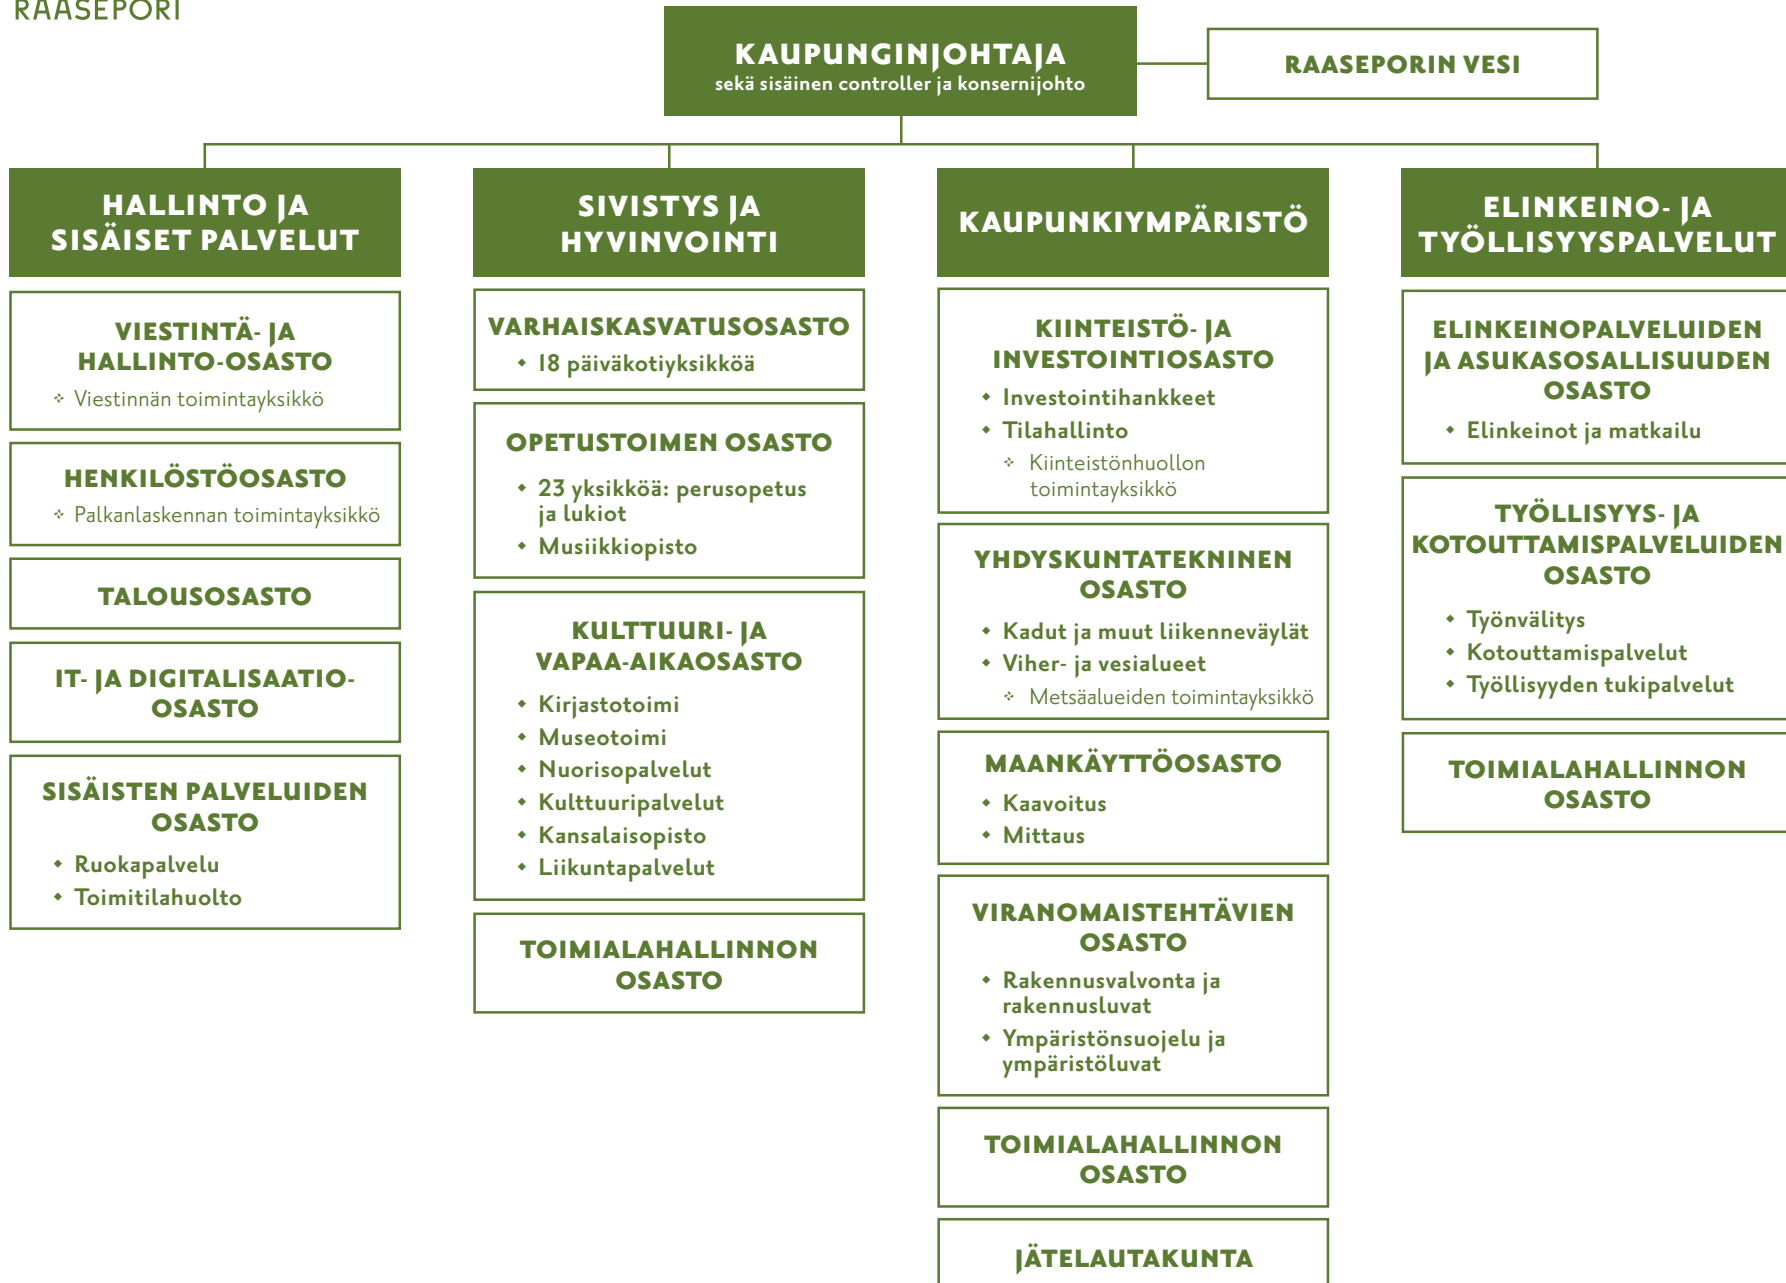 RAASEPORI
KAUPUNGINJOHTAJA
sekä sisäinen controller ja konsernijohto
RAASEPORIN VESI
HALLINTO JA
SISÄISET PALVELUT
VIESTINTÄ- JA
HALLINTO-OSASTO
Viestinnän toimintayksikkö
HENKILÖSTÖOSASTO
Palkanlaskennan toimintayksikkö
TALOUSOSASTO
IT- JA DIGITALISAATIO-
OSASTO
SISÄISTEN PALVELUIDEN
OSASTO
Ruokapalvelu
Toimitilahuolto
SIVISTYS JA
HYVINVOINTI
VARHAISKASVATUSOSASTO
18 päiväkotiyksikköä
OPETUSTOIMEN OSASTO
23 yksikköä: perusopetus
ja lukiot
Musiikkiopisto
KULTTUURI- JA
VAPAA-AIKAOSASTO
Kirjastotoimi
Museotoimi
Nuorisopalvelut
Kulttuuripalvelut
Kansalaisopisto
Liikuntapalvelut
TOIMIALAHALLINNON
OSASTO
KAUPUNKIYMPÄRISTÖ
KIINTEISTÖ- JA
INVESTOINTIOSASTO
Investointihankkeet
Tilahallinto
Kiinteistönhuollon
toimintayksikkö
YHDYSKUNTATEKNINEN
OSASTO
Kadut ja muut liikenneväylät
Viher- ja vesialueet
Metsäalueiden toimintayksikkö
MAANKÄYTTÖOSASTO
Kaavoitus
Mittaus
VIRANOMAISTEHTÄVIEN
OSASTO
Rakennusvalvonta ja
rakennusluvat
Ympäristönsuojelu ja
ympäristöluvat
TOIMIALAHALLINNON
OSASTO
JÄTELAUTAKUNTA
ELINKEINO- JA
TYÖLLISYYSPALVELUT
ELINKEINOPALVELUIDEN
JA ASUKASOSALLISUUDEN
OSASTO
Elinkeinot ja matkailu
TYÖLLISYYS- JA
KOTOUTTAMISPALVELUIDEN
OSASTO
Työnvälitys
Kotouttamispalvelut
Työllisyyden tukipalvelut
TOIMIALAHALLINNON
OSASTO